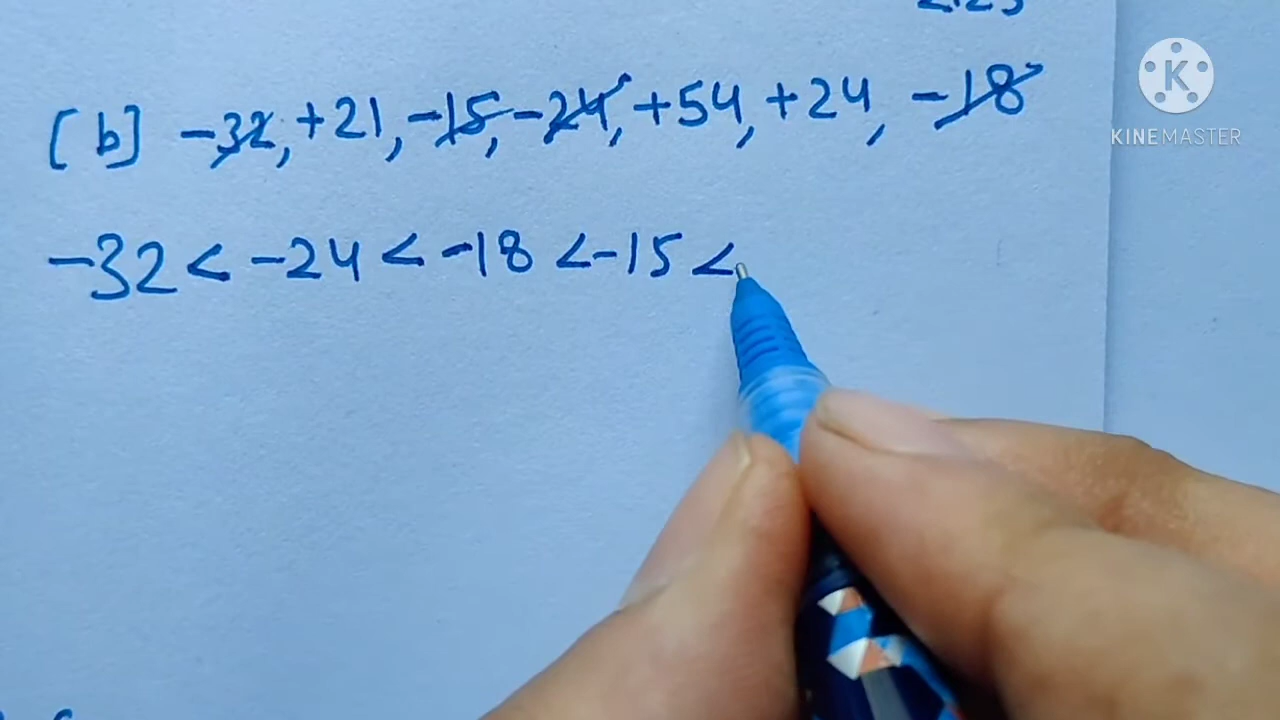 [b] -32, +21, -15, -24, +54, +24, -18
K
KINEMASTER
-32 < -24 < -18 < -15 <